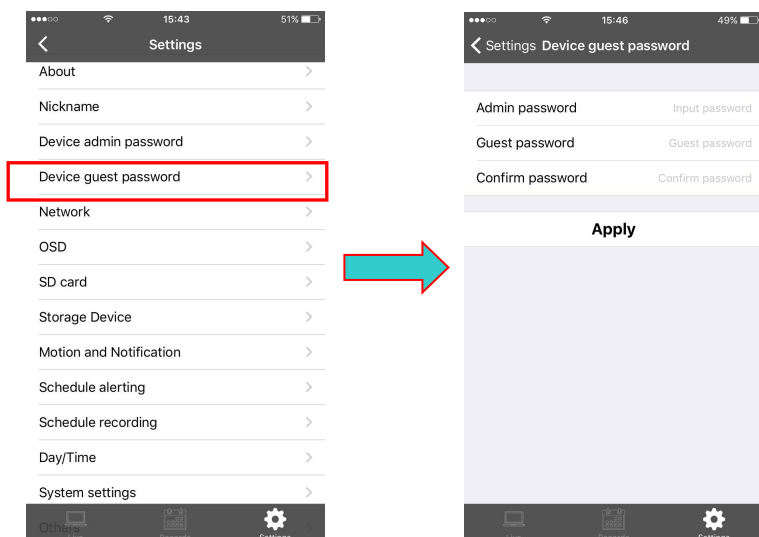 15:43
51%
Settings
About
Nickname
Device admin password
Device guest password
Network
OSD
SD card
Storage Device
Motion and Notification
Schedule alerting
Schedule recording
Day/Time
System settings
Others
Settings
15:46
49%
Settings Device guest password
Admin password Input password
Guest password Guest password
Confirm password Confirm password
Apply
Settings